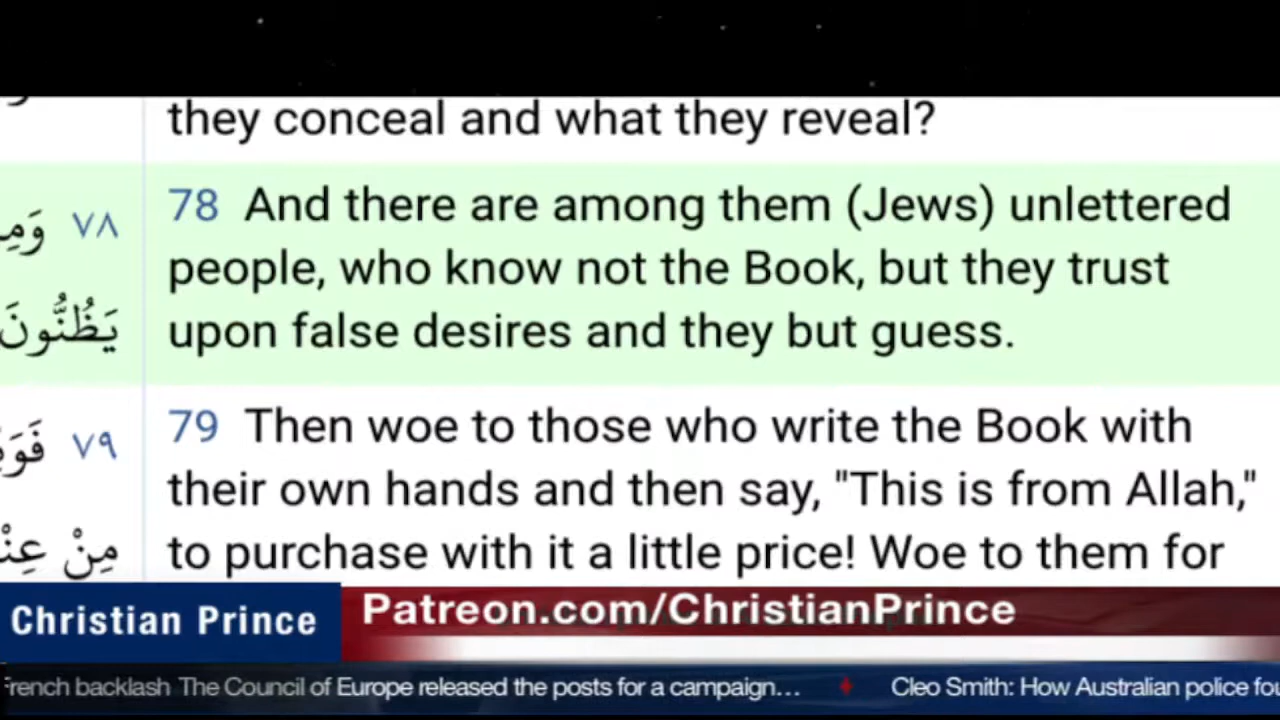 they conceal and what they reveal?
٧٨
78 And there are among them (Jews) unlettered
people, who know not the Book, but they trust
يَظُنُّونَ
upon false desires and they but guess.
٧٩
79 Then woe to those who write the Book with
their own hands and then say, "This is from Allah,"
مِنْ
to purchase with it a little price! Woe to them for
Christian Prince
Patreon.com/ChristianPrince
French backlash The Council of Europe released the posts for a campaign... Cleo Smith: How Australian police